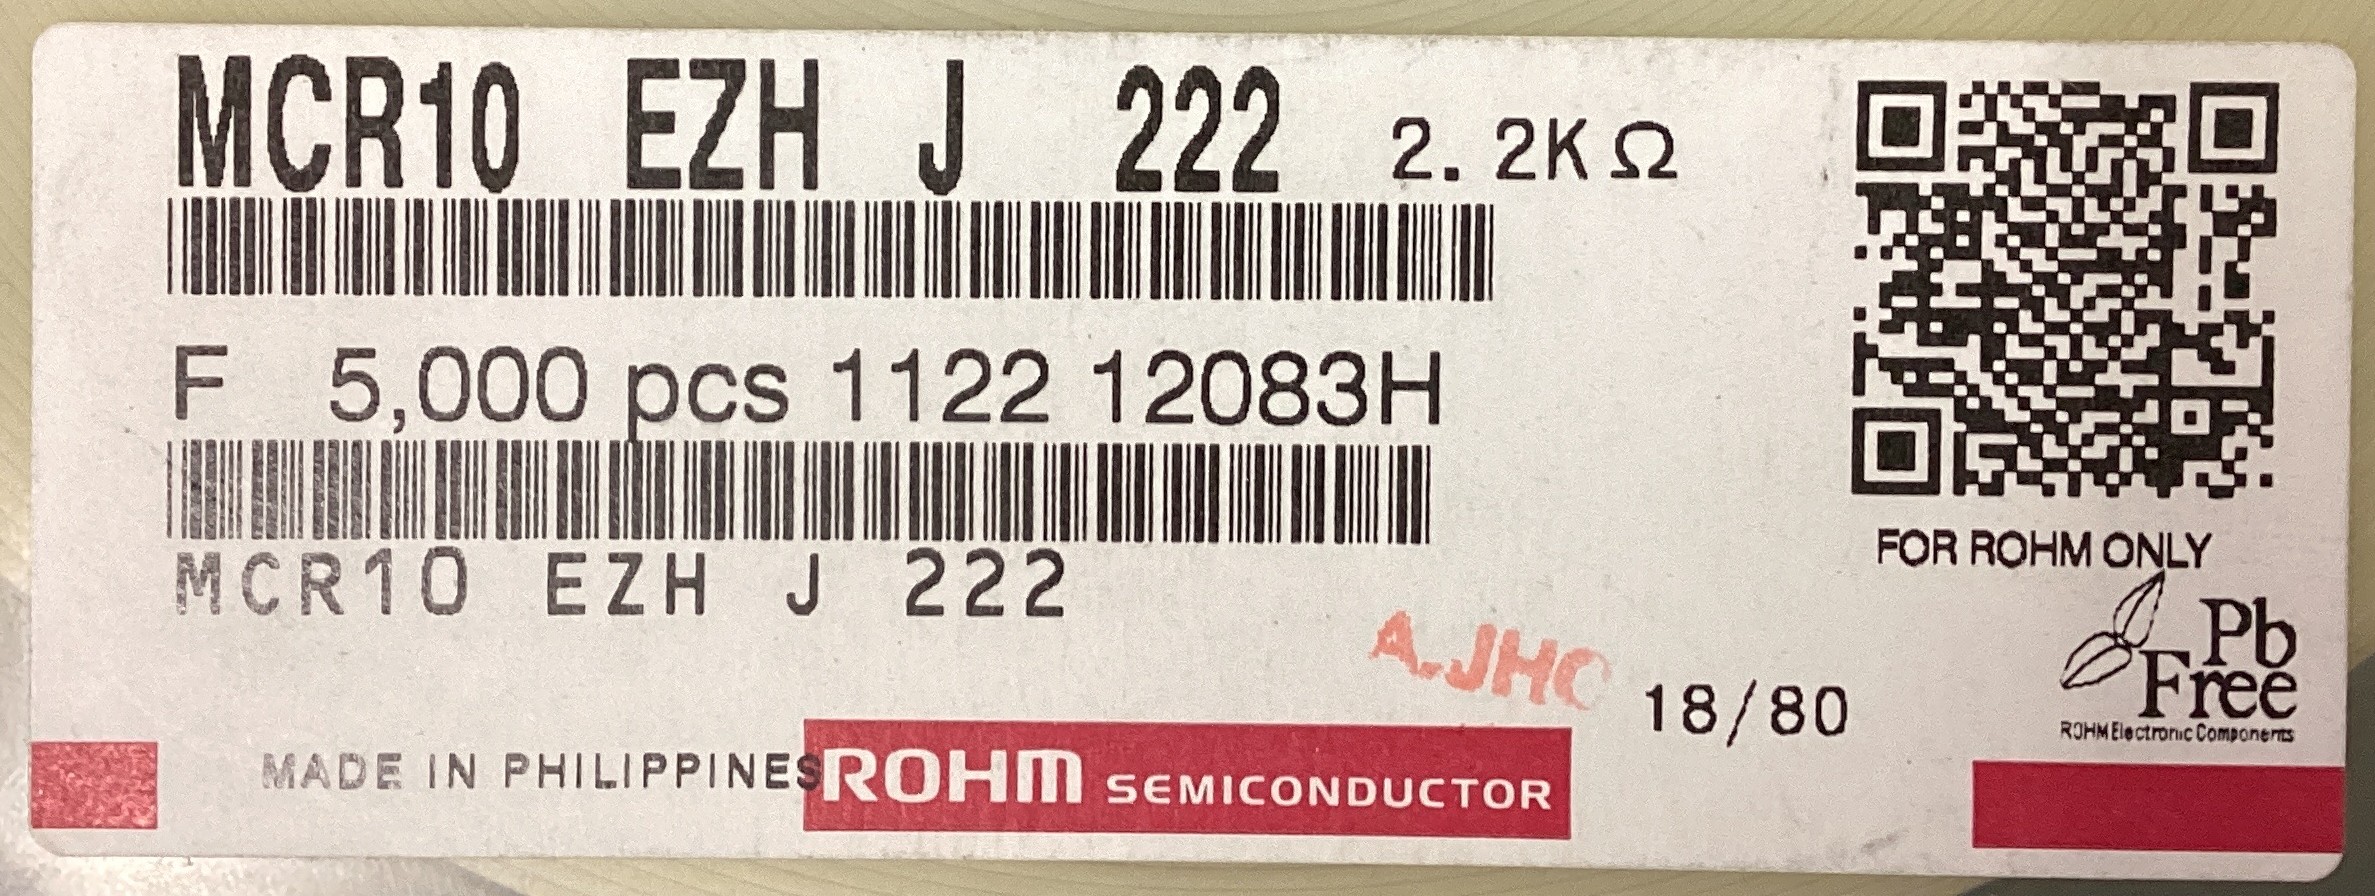 MCR10 EZH J 222 2.2KΩ
F 5,000 pcs 1122 12083H
MCR10 EZH J 222
FOR ROHM ONLY
Pb
Free
ROHM Electronic Components
A.JHC
18/80
MADE IN PHILIPPINES
ROHM SEMICONDUCTOR